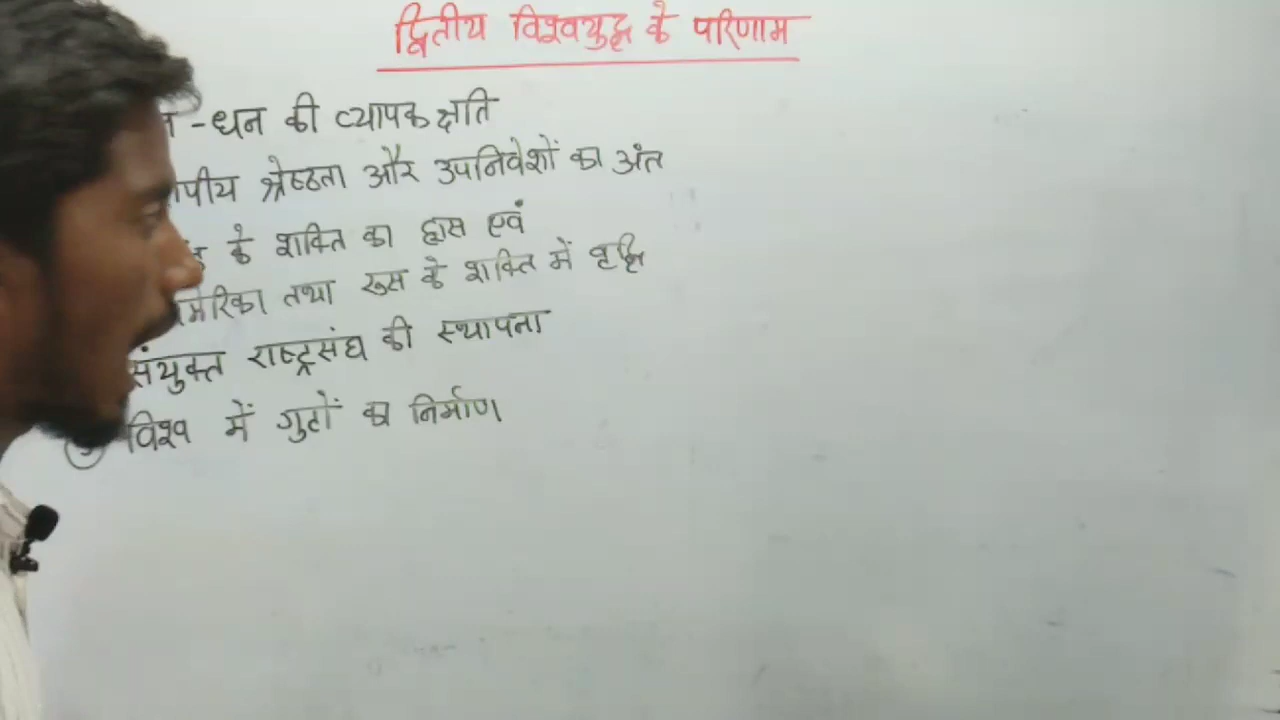 द्वितीय विश्वयुद्ध के परिणाम
-धन की व्यापक क्षति
श्रेष्ठता और उपनिवेशों का अंत
के शक्ति का ह्रास एवं
तथा रूस के शक्ति में वृद्धि
संयुक्त राष्ट्रसंघ की स्थापना
विश्व में गुटों का निर्माण